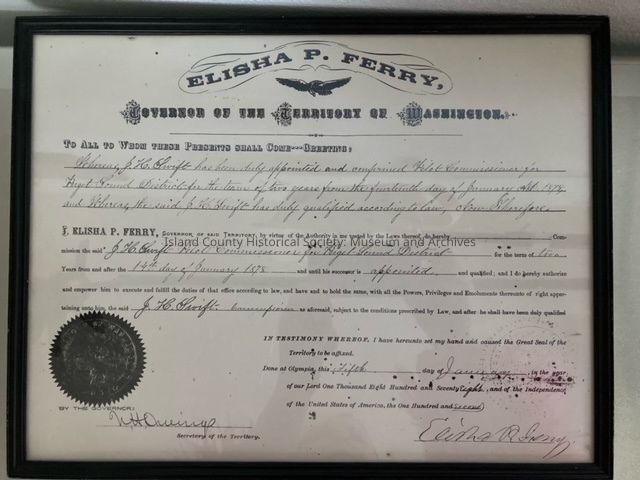 ELISHA P. FERRY,
GOVERNOR OF THE TERRITORY OF WASHINGTON.
TO ALL TO WHOM THESE PRESENTS SHALL COME---GREETING:
Whereas, J. H. Swift has been duly appointed and confirmed Pilot Commissioner for
Puget Sound District for the term of two years from the fourteenth day of January A.D. 1878
and Whereas the said J. H. Swift has duly qualified according to law, Now Therefore,
I, ELISHA P. FERRY, GOVERNOR OF SAID TERRITORY, by virtue of the Authority in me vested by the Laws thereof, do hereby Com-
Island County Historical Society: Museum and Archives
mission the said J. H. Swift Pilot Commissioner for Puget Sound District for the term of two
Years from and after the 14th day of January 1878 and until his successor is appointed and qualified; and I do hereby authorize
and empower him to execute and fulfill the duties of that office according to law, and have and to hold the same, with all the Powers, Privileges and Emoluments thereunto of right apper-
taining unto him, the said J. H. Swift. as aforesaid, subject to the conditions prescribed by Law, and after he shall have been duly qualified
IN TESTIMONY WHEREOF, I have hereunto set my hand and caused the Great Seal of the
Territory to be affixed.
Done at Olympia, this Fifth day of January, in the year
of our Lord One Thousand Eight Hundred and Seventy Eight, and of the Independence
of the United States of America, the One Hundred and Second
BY THE GOVERNOR:
N H Owings
Secretary of the Territory.
Elisha P. Ferry